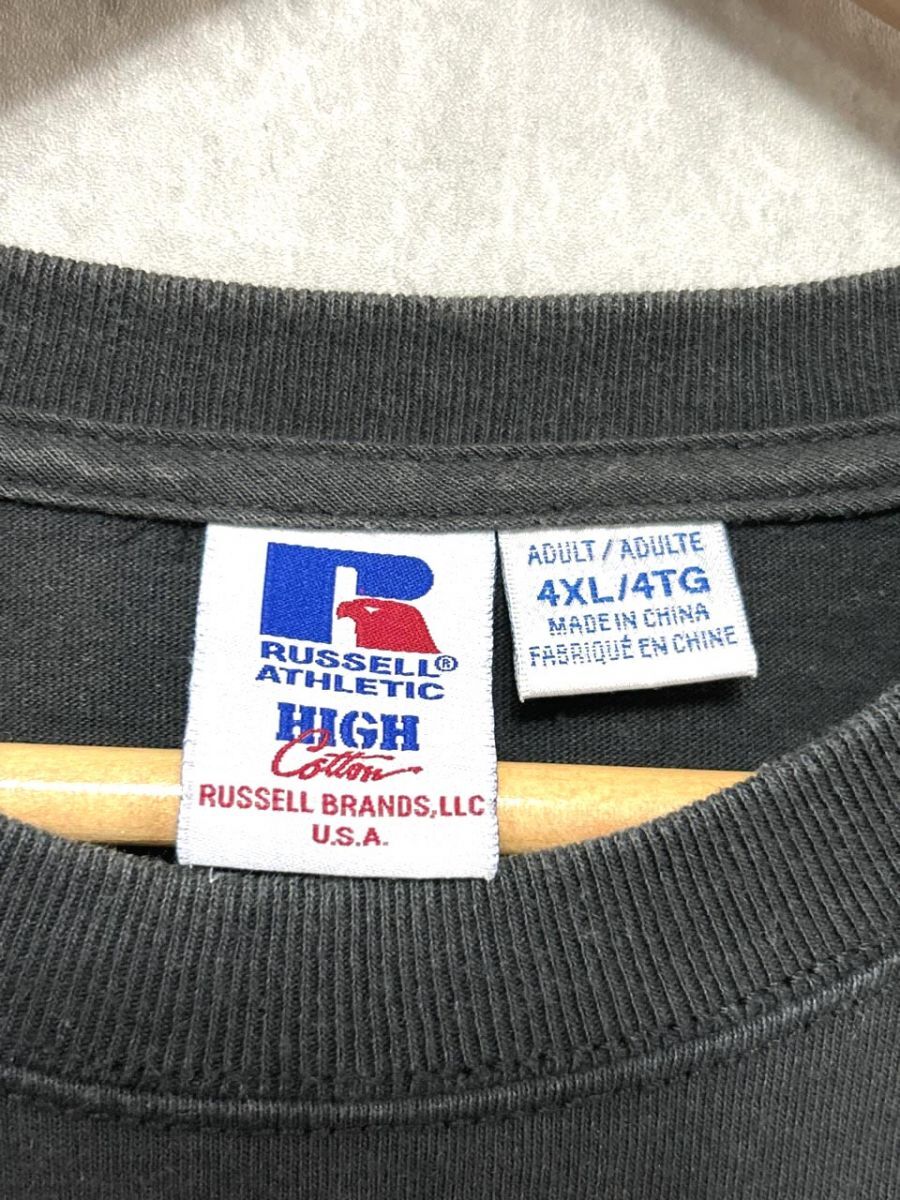 R
RUSSELL®
ATHLETIC
HIGH
Cotton
RUSSELL BRANDS,LLC
U.S.A.
ADULT / ADULTE
4XL/4TG
MADE IN CHINA
FABRIQUÉ EN CHINE